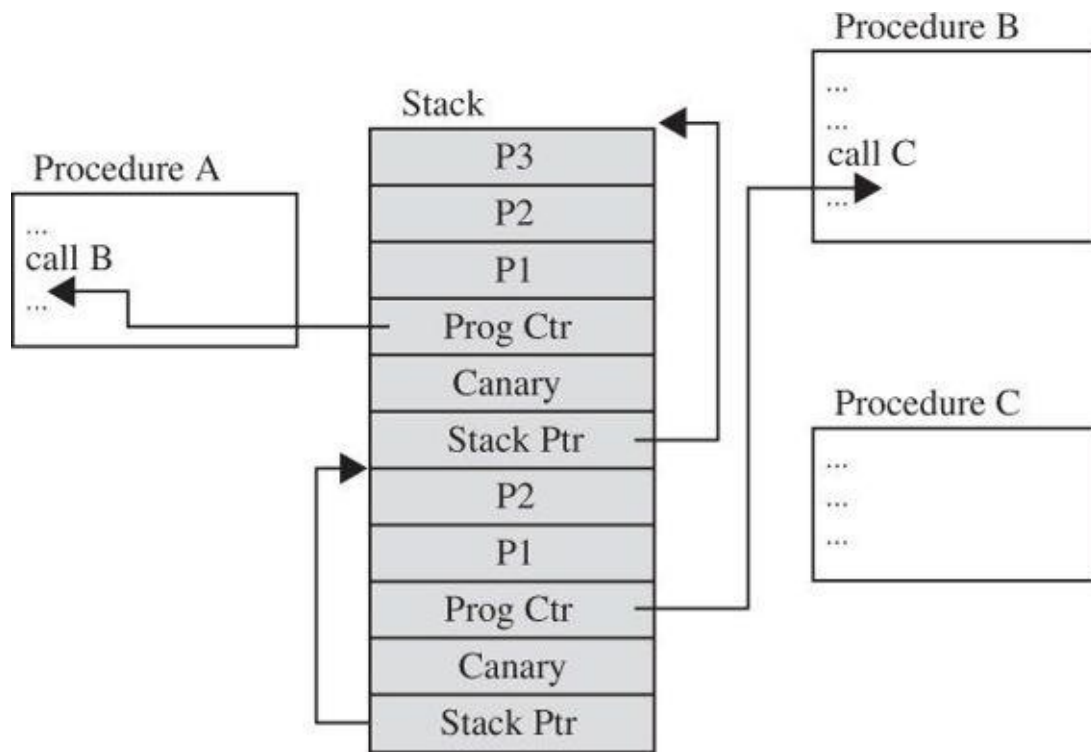 Procedure A
...
call B
...
Stack
P3
P2
P1
Prog Ctr
Canary
Stack Ptr
P2
P1
Prog Ctr
Canary
Stack Ptr
Procedure B
...
...
call C
...
Procedure C
...
...
...